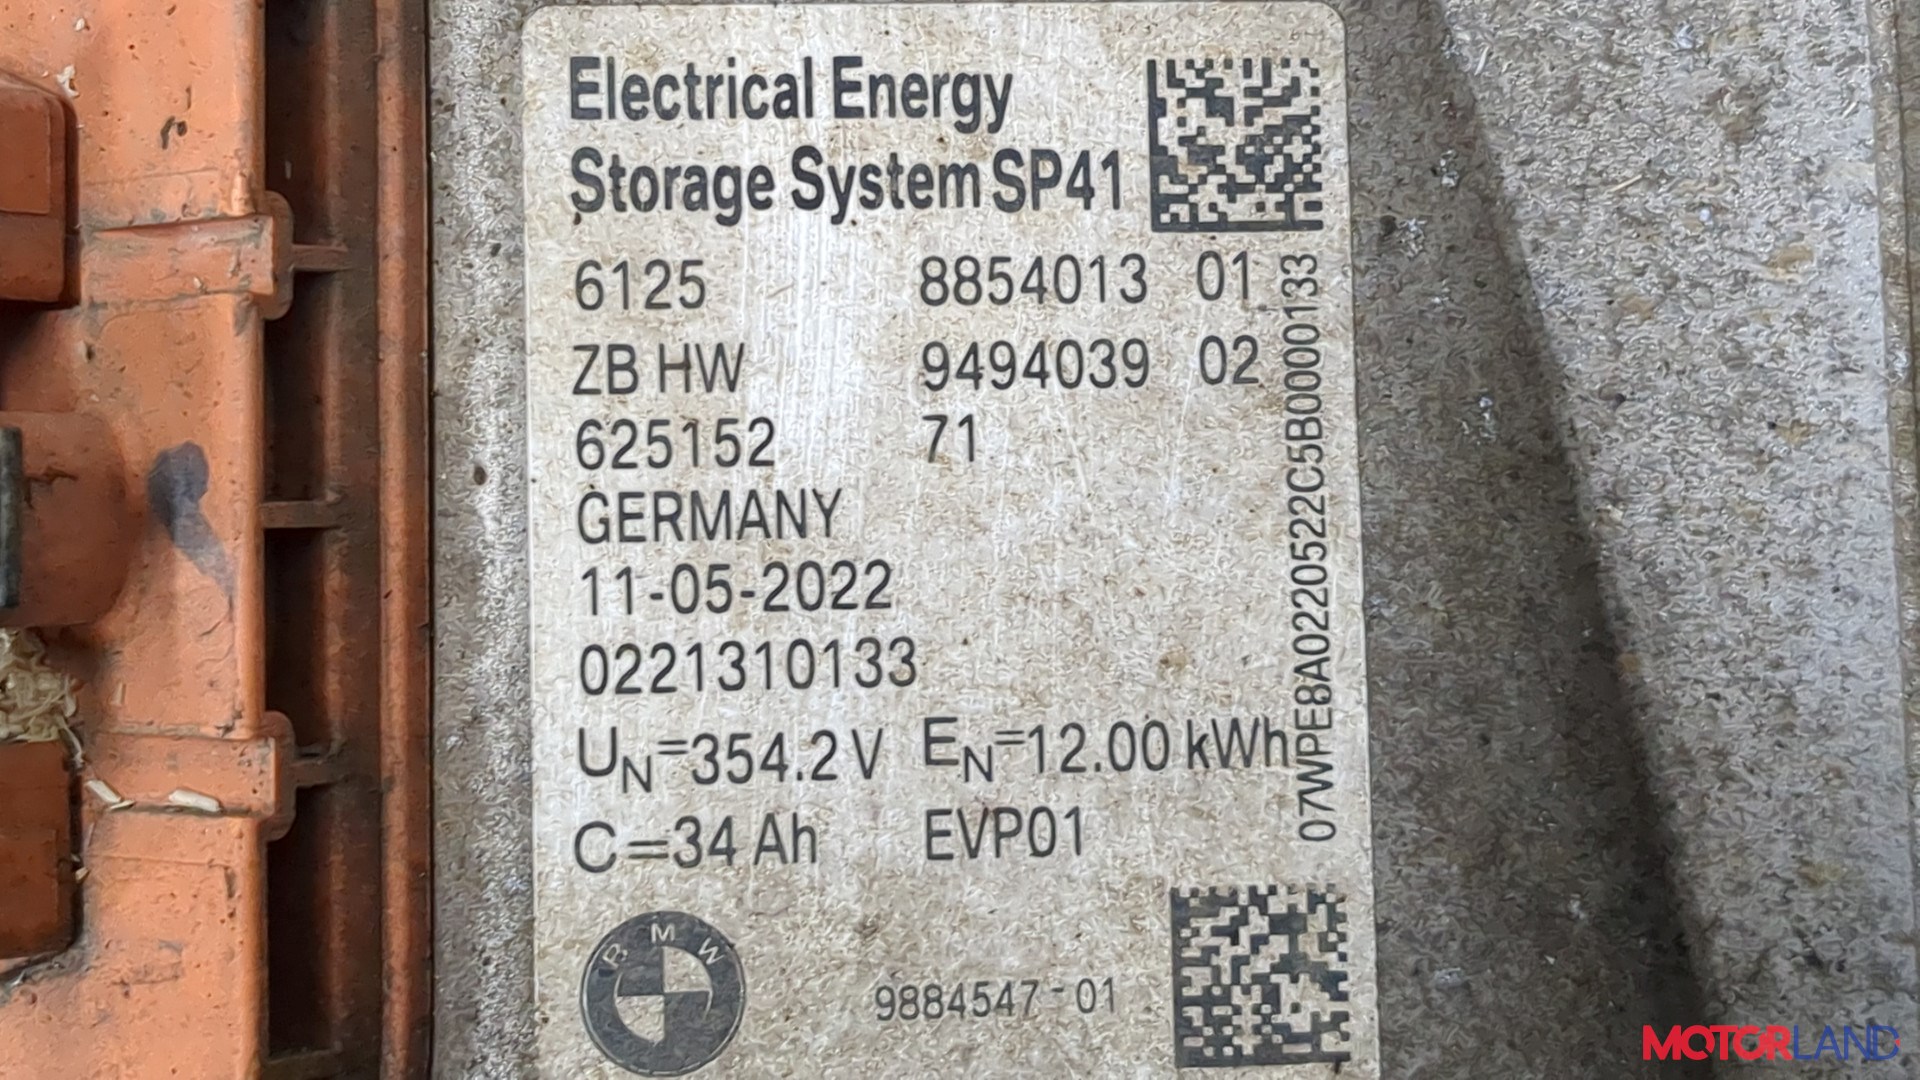 Electrical Energy
Storage System SP41
6125 8854013 01
ZB HW 9494039 02
625152 71
GERMANY
11-05-2022
0221310133
UN=354.2 V EN=12.00 kWh
C=34 Ah EVP01
07WPE8A0220522C5B0000133
BMW
9884547-01
MOTORLAND